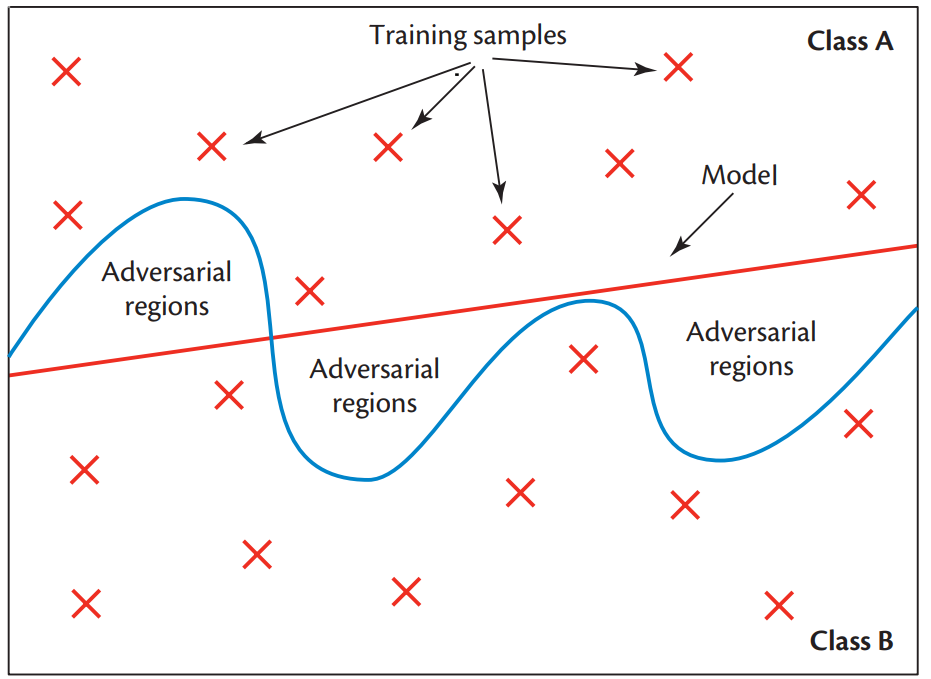 Training samples
Class A
Model
Adversarial
regions
Adversarial
regions
Adversarial
regions
Class B